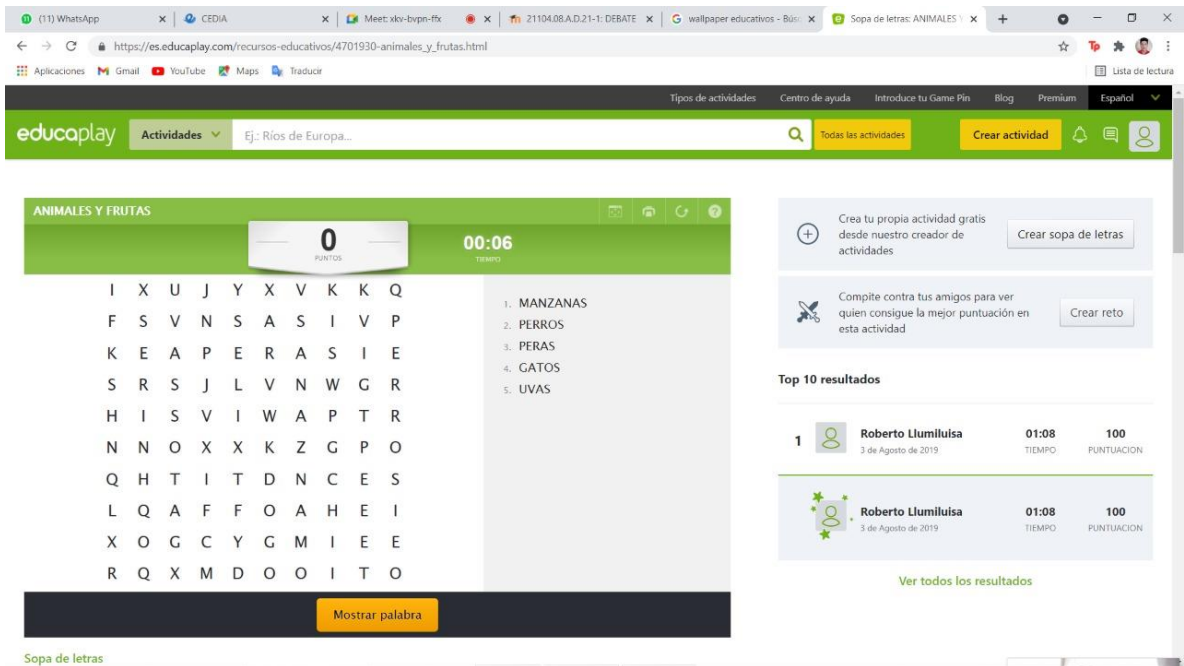 (11) WhatsApp CEDIA Meet: xkv-bvpn-ffx 21104.08.A.D.21-1: DEBATE wallpaper educativos - Bús Sopa de letras: ANIMALES Y
https://es.educaplay.com/recursos-educativos/4701930-animales_y_frutas.html
Aplicaciones Gmail YouTube Maps Traducir Lista de lectura
Tipos de actividades Centro de ayuda Introduce tu Game Pin Blog Premium Español
educaplay Actividades Ej.: Ríos de Europa... Todas las actividades Crear actividad
ANIMALES Y FRUTAS
0
PUNTOS
00:06
TIEMPO
I X U J Y X V K K Q
F S V N S A S I V P
K E A P E R A S I E
S R S J L V N W G R
H I S V I W A P T R
N N O X X K Z G P O
Q H T I T D N C E S
L Q A F F O A H E I
X O G C Y G M I E E
R Q X M D O O I T O
1. MANZANAS
2. PERROS
3. PERAS
4. GATOS
5. UVAS
Mostrar palabra
Crea tu propia actividad gratis
desde nuestro creador de
actividades
Crear sopa de letras
Compite contra tus amigos para ver
quien consigue la mejor puntuación en
esta actividad
Crear reto
Top 10 resultados
1 Roberto Llumiluisa 01:08 100
3 de Agosto de 2019 TIEMPO PUNTUACION
Roberto Llumiluisa 01:08 100
3 de Agosto de 2019 TIEMPO PUNTUACION
Ver todos los resultados
Sopa de letras